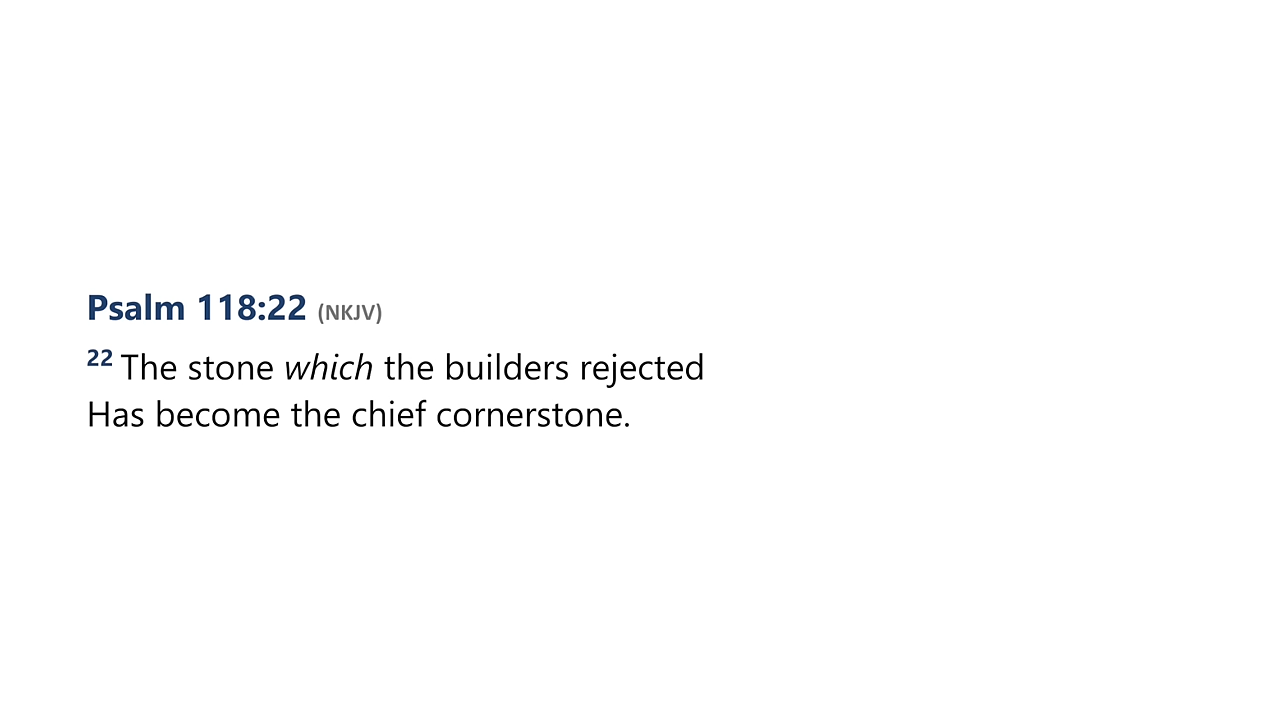 Psalm 118:22 (NKJV)
22 The stone which the builders rejected
Has become the chief cornerstone.